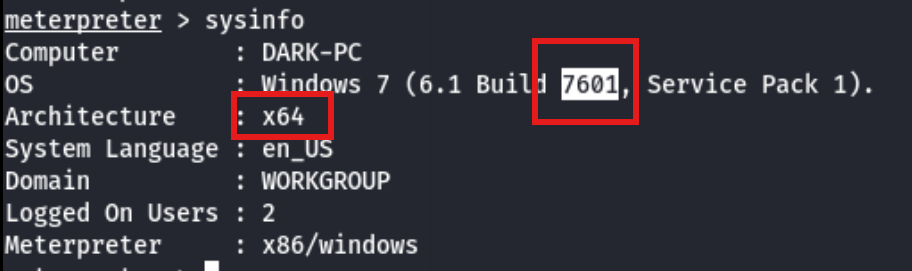 meterpreter > sysinfo
Computer : DARK-PC
OS : Windows 7 (6.1 Build 7601, Service Pack 1).
Architecture : x64
System Language : en_US
Domain : WORKGROUP
Logged On Users : 2
Meterpreter : x86/windows